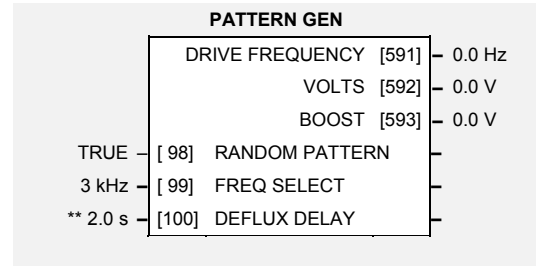 PATTERN GEN
DRIVE FREQUENCY [591] – 0.0 Hz
VOLTS [592] – 0.0 V
BOOST [593] – 0.0 V
TRUE – [ 98] RANDOM PATTERN –
3 kHz – [ 99] FREQ SELECT –
** 2.0 s – [100] DEFLUX DELAY –